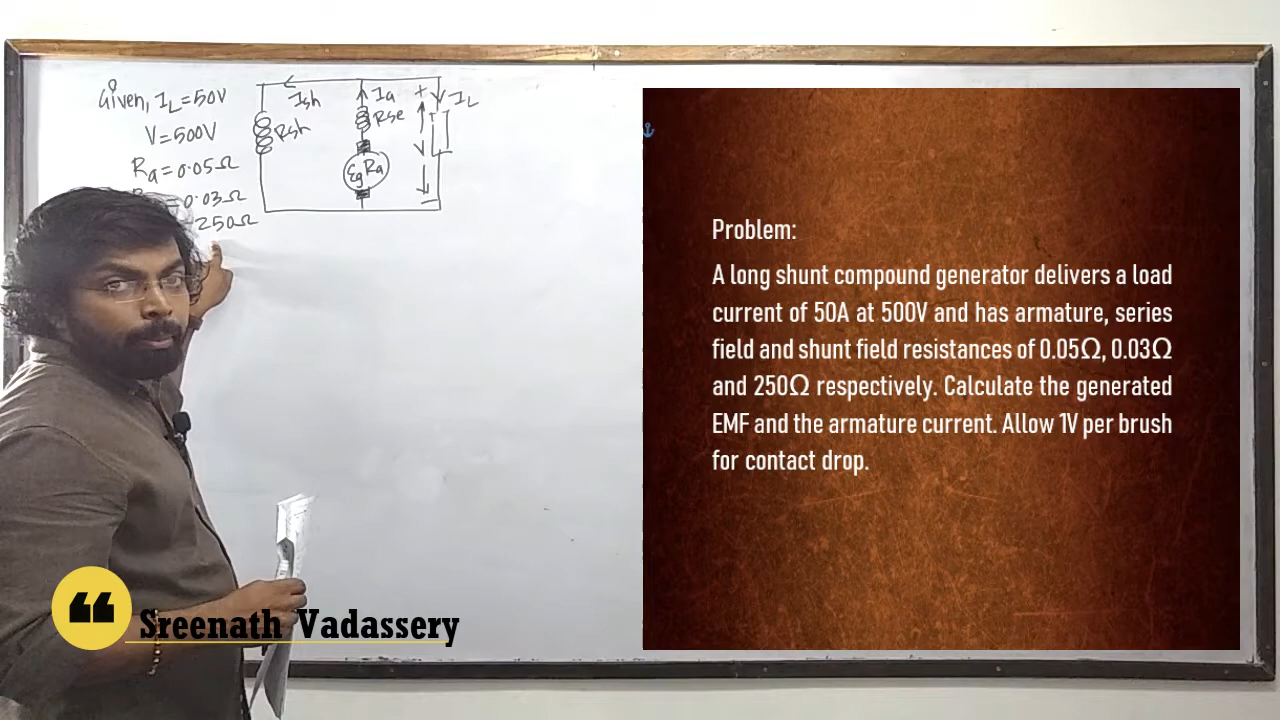 Given, IL=50V
V=500V
Ra=0.05Ω
=0.03Ω
250Ω
Ish
Rsh
Ia
Rse
Eg Ra
+
V
IL
Problem:
A long shunt compound generator delivers a load
current of 50A at 500V and has armature, series
field and shunt field resistances of 0.05Ω, 0.03Ω
and 250Ω respectively. Calculate the generated
EMF and the armature current. Allow 1V per brush
for contact drop.
Sreenath Vadassery